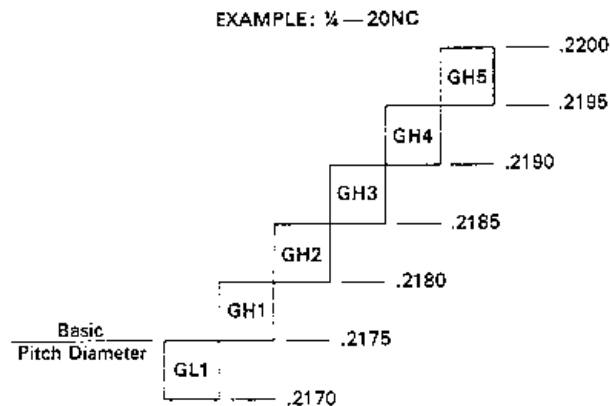 EXAMPLE: ¼—20NC
.2200
GH5
.2195
GH4
.2190
GH3
.2185
GH2
.2180
GH1
Basic
.2175
Pitch Diameter
GL1
.2170